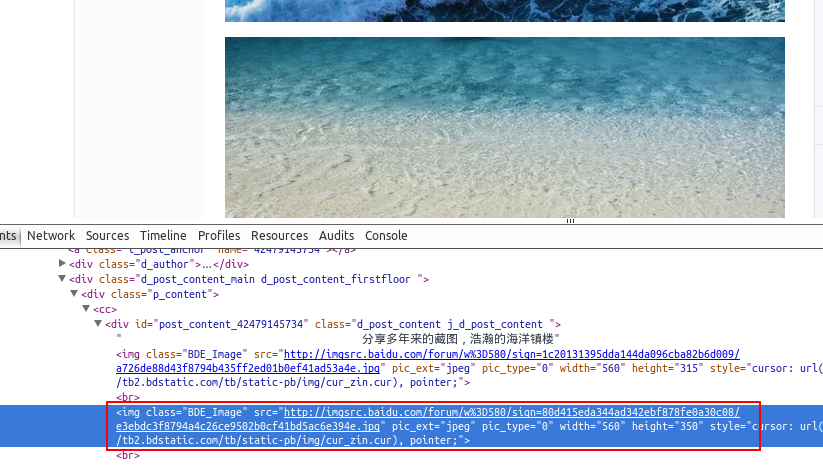 nts Network Sources Timeline Profiles Resources Audits Console
<a class="l_post_anchor" name="42479145734"></a>
<div class="d_author">…</div>
<div class="d_post_content_main d_post_content_firstfloor ">
<div class="p_content">
<cc>
<div id="post_content_42479145734" class="d_post_content j_d_post_content ">
" 分享多年来的藏图，浩瀚的海洋镇楼"
<img class="BDE_Image" src="http://imgsrc.baidu.com/forum/w%3D580/sign=1c20131395dda144da096cba82b6d009/
a726de88d43f8794b435ff2ed01b0ef41ad53a4e.jpg" pic_ext="jpeg" pic_type="0" width="560" height="315" style="cursor: url(
/tb2.bdstatic.com/tb/static-pb/img/cur_zin.cur), pointer;">
<br>
<img class="BDE_Image" src="http://imgsrc.baidu.com/forum/w%3D580/sign=80d415eda344ad342ebf878fe0a30c08/
e3ebdc3f8794a4c26ce9502b0cf41bd5ac6e394e.jpg" pic_ext="jpeg" pic_type="0" width="560" height="350" style="cursor: url(
/tb2.bdstatic.com/tb/static-pb/img/cur_zin.cur), pointer;">
<br>